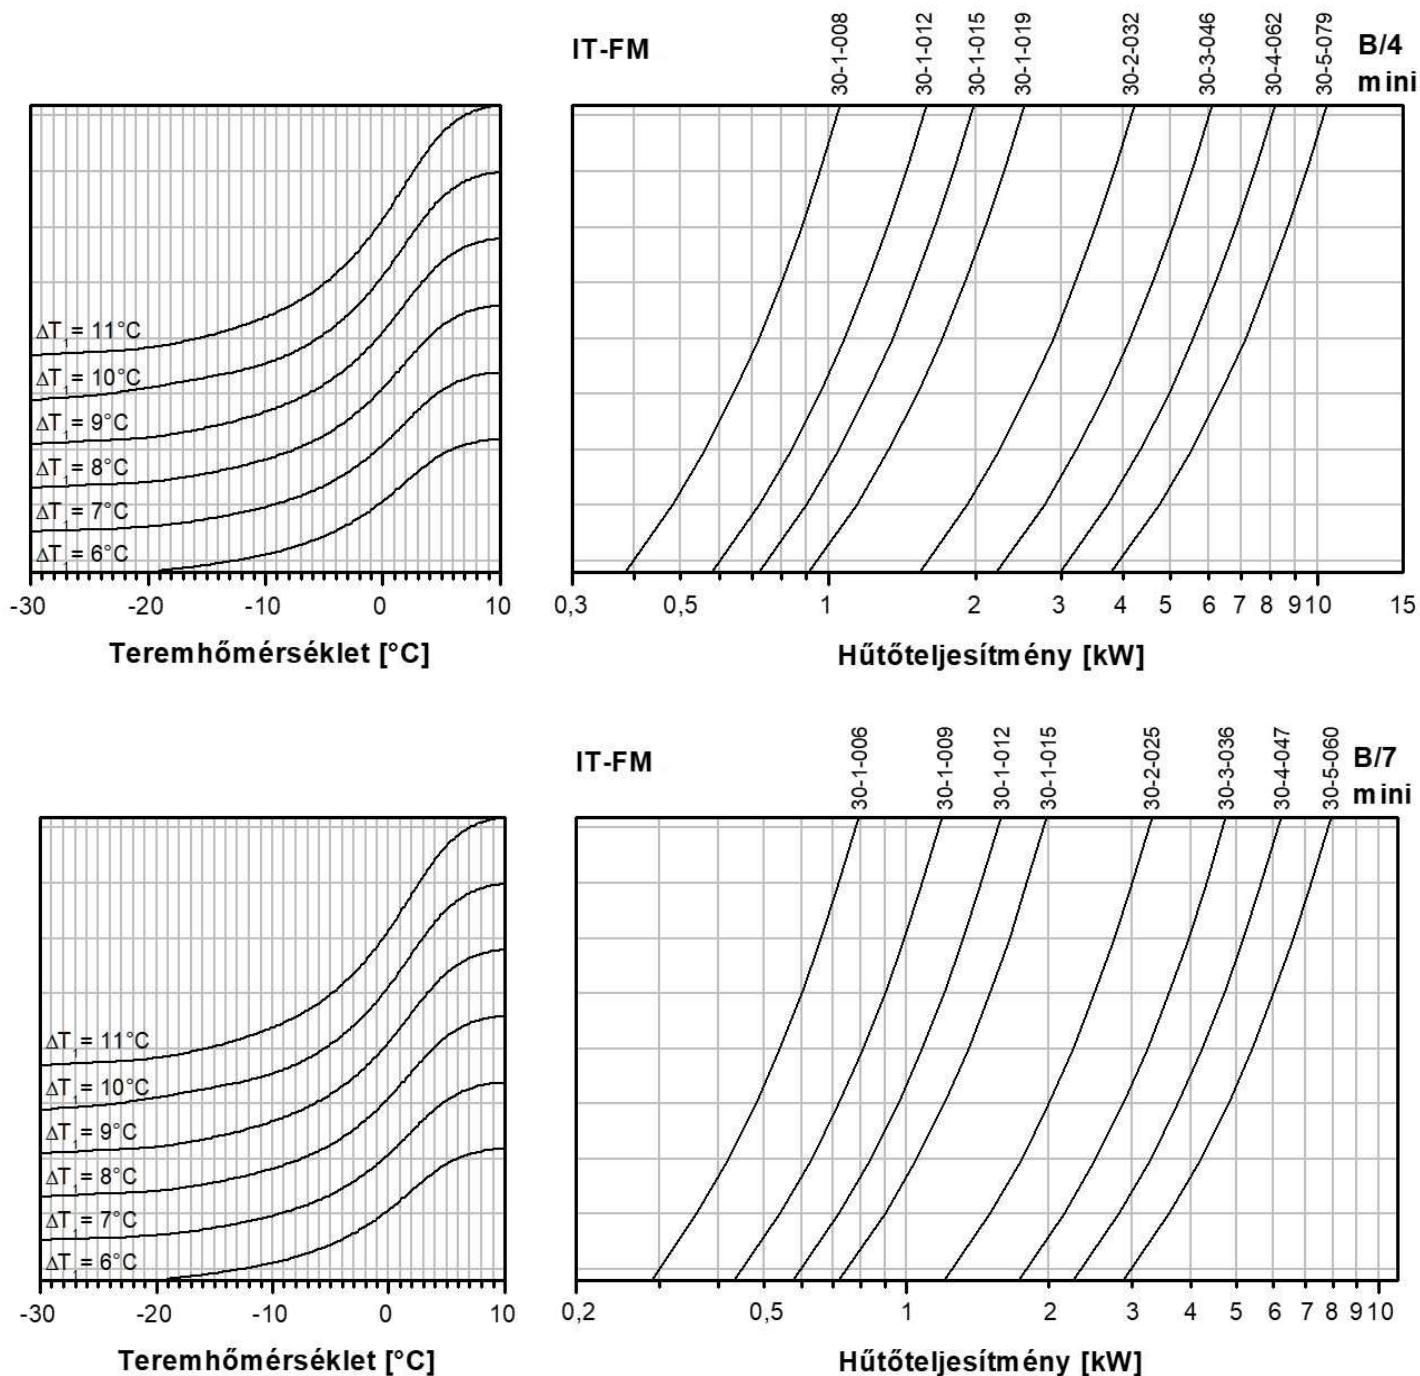 IT-FM
30-1-008
30-1-012
30-1-015
30-1-019
30-2-032
30-3-046
30-4-062
30-5-079
B/4
mini
ΔT₁ = 11°C
ΔT₁ = 10°C
ΔT₁ = 9°C
ΔT₁ = 8°C
ΔT₁ = 7°C
ΔT₁ = 6°C
-30 -20 -10 0 10
0,3 0,5 1 2 3 4 5 6 7 8 9 10 15
Teremhőmérséklet [°C]
Hűtőteljesítmény [kW]
IT-FM
30-1-006
30-1-009
30-1-012
30-1-015
30-2-025
30-3-036
30-4-047
30-5-060
B/7
mini
ΔT₁ = 11°C
ΔT₁ = 10°C
ΔT₁ = 9°C
ΔT₁ = 8°C
ΔT₁ = 7°C
ΔT₁ = 6°C
-30 -20 -10 0 10
0,2 0,5 1 2 3 4 5 6 7 8 9 10
Teremhőmérséklet [°C]
Hűtőteljesítmény [kW]